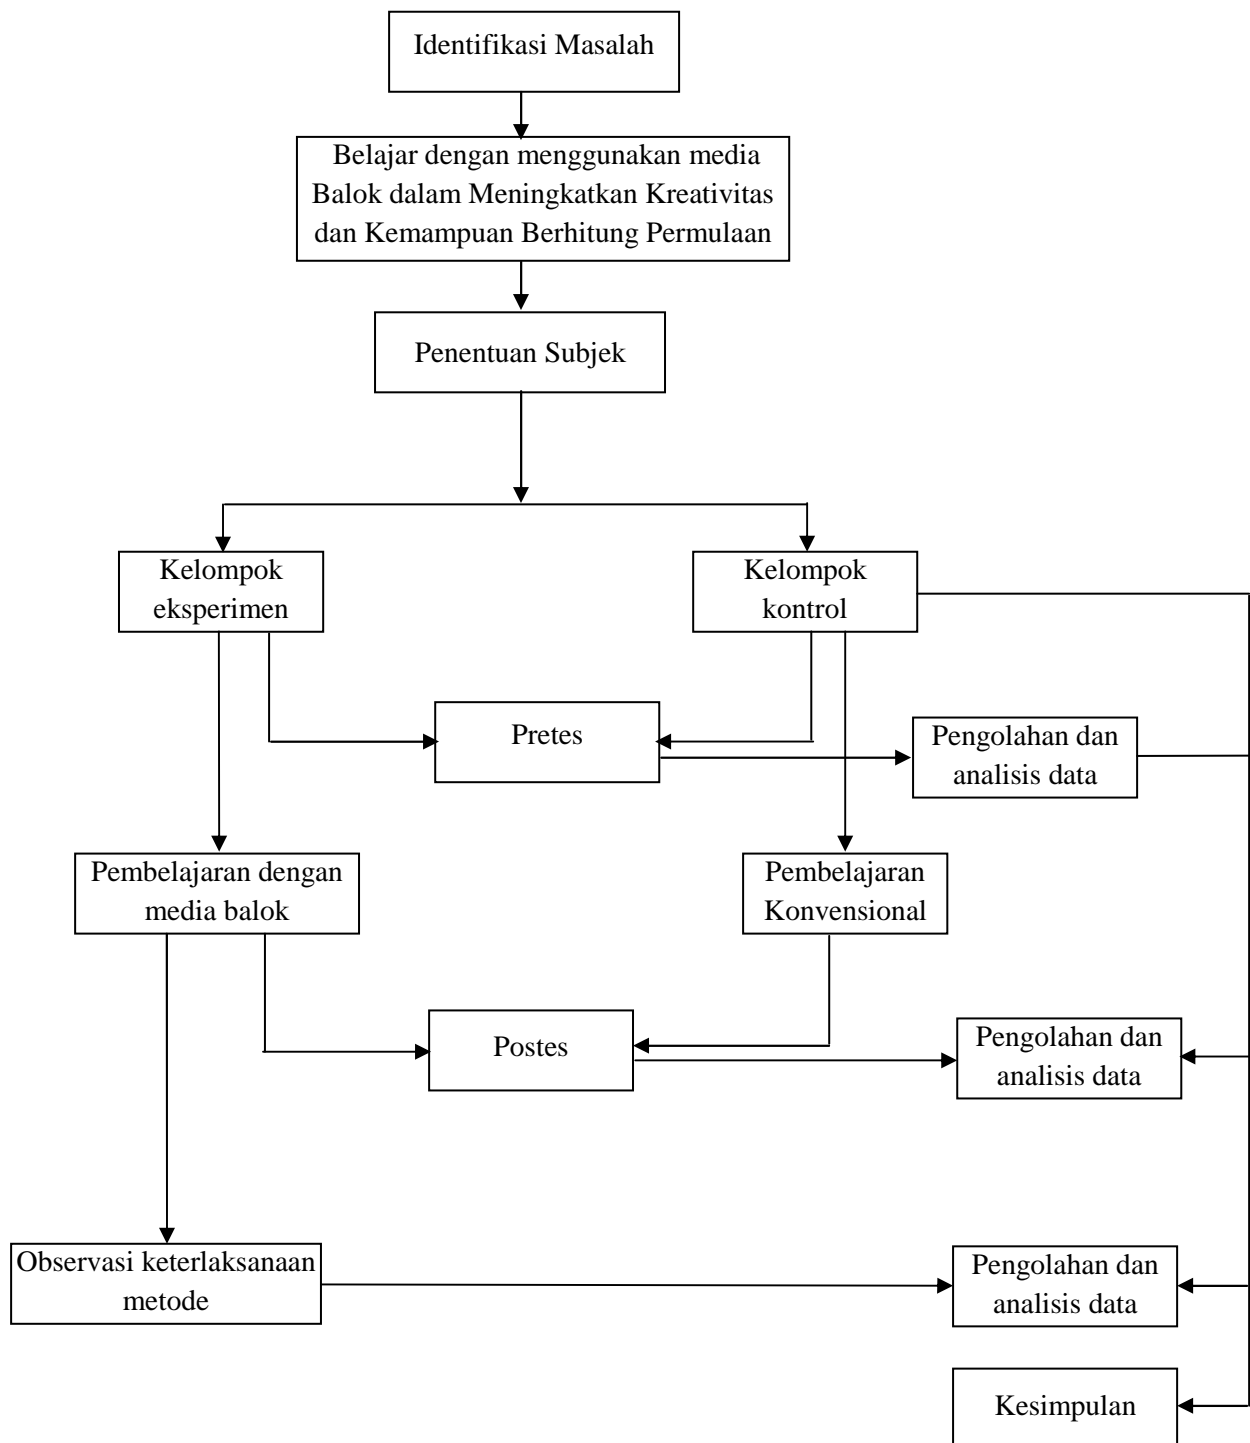 Identifikasi Masalah
Belajar dengan menggunakan media
Balok dalam Meningkatkan Kreativitas
dan Kemampuan Berhitung Permulaan
Penentuan Subjek
Kelompok
eksperimen
Kelompok
kontrol
Pretes
Pengolahan dan
analisis data
Pembelajaran dengan
media balok
Pembelajaran
Konvensional
Postes
Pengolahan dan
analisis data
Observasi keterlaksanaan
metode
Pengolahan dan
analisis data
Kesimpulan